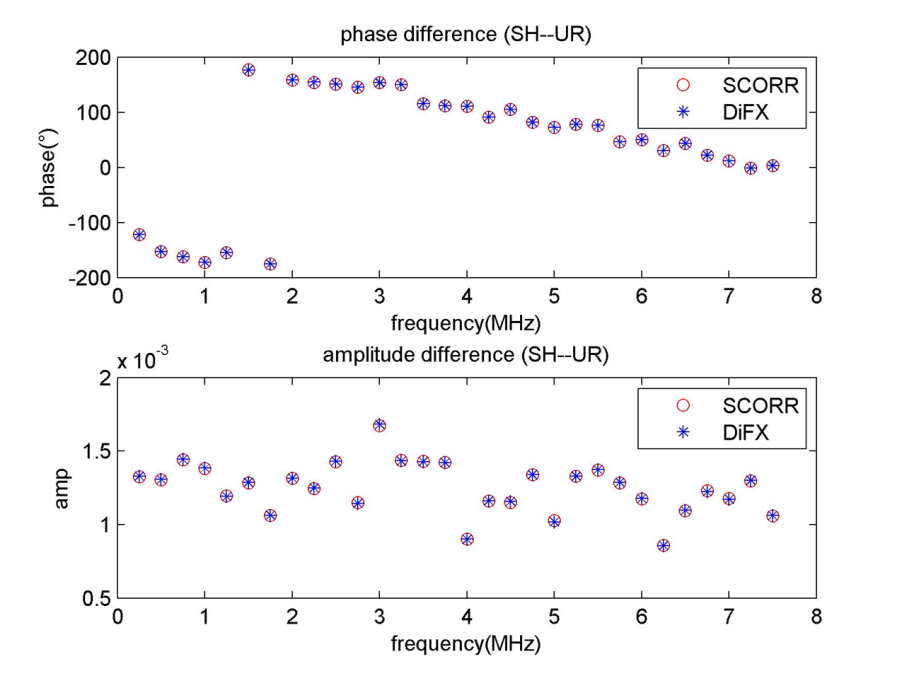 phase difference (SH--UR)
200
100
0
-100
-200
phase(°)
SCORR
DiFX
0 1 2 3 4 5 6 7 8
frequency(MHz)
x 10-3
amplitude difference (SH--UR)
2
1.5
1
0.5
amp
SCORR
DiFX
0 1 2 3 4 5 6 7 8
frequency(MHz)